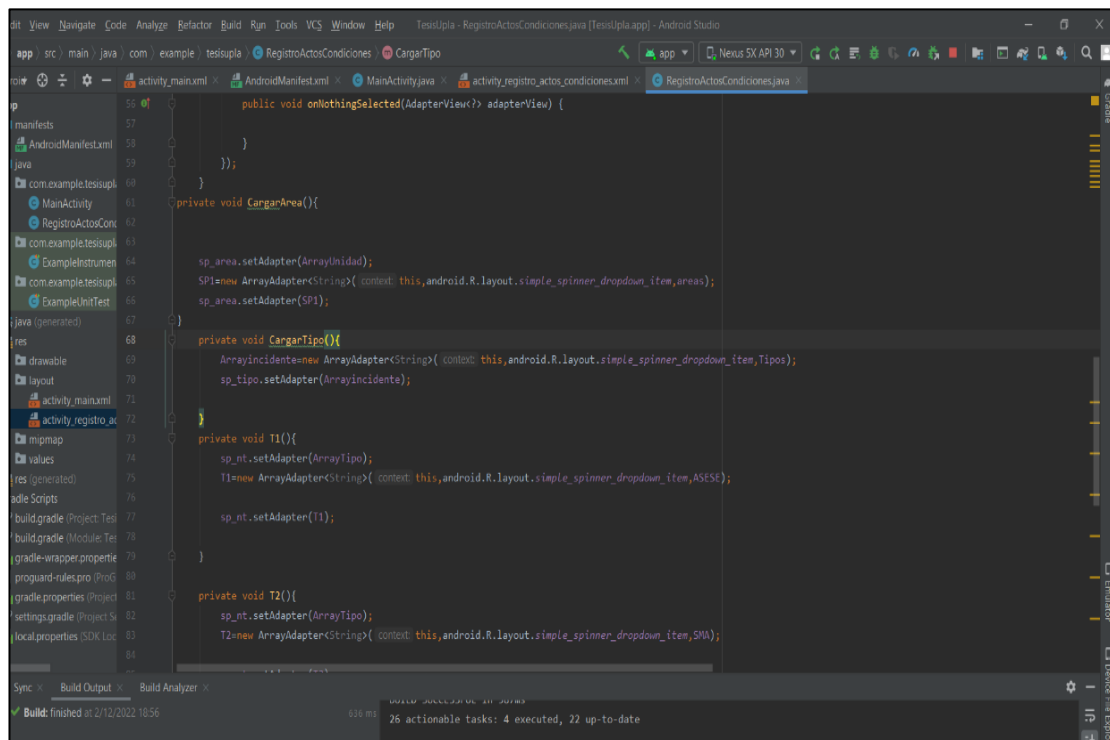 dit View Navigate Code Analyze Refactor Build Run Tools VCS Window Help TesisUpla - RegistroActosCondiciones.java [TesisUpla.app] - Android Studio
app src main java com example tesisupla RegistroActosCondiciones CargarTipo app Nexus 5X API 30
activity_main.xml AndroidManifest.xml MainActivity.java activity_registro_actos_condiciones.xml RegistroActosCondiciones.java
manifests
AndroidManifest.xml
java
com.example.tesisupl
MainActivity
RegistroActosCond
com.example.tesisupl
ExampleInstrumen
com.example.tesisupl
ExampleUnitTest
java (generated)
res
drawable
layout
activity_main.xml
activity_registro_ac
mipmap
values
res (generated)
adle Scripts
build.gradle (Project: Tesi
build.gradle (Module: Tes
gradle-wrapper.propertie
proguard-rules.pro (ProG
gradle.properties (Project
settings.gradle (Project Se
local.properties (SDK Loc
56 public void onNothingSelected(AdapterView<?> adapterView) {
57
58 }
59 });
60 }
61 private void CargarArea(){
62
63
64 sp_area.setAdapter(ArrayUnidad);
65 SP1=new ArrayAdapter<String>( context: this,android.R.layout.simple_spinner_dropdown_item,areas);
66 sp_area.setAdapter(SP1);
67 }
68 private void CargarTipo(){
69 Arrayincidente=new ArrayAdapter<String>( context: this,android.R.layout.simple_spinner_dropdown_item,Tipos);
70 sp_tipo.setAdapter(Arrayincidente);
71
72 }
73 private void T1(){
74 sp_nt.setAdapter(ArrayTipo);
75 T1=new ArrayAdapter<String>( context: this,android.R.layout.simple_spinner_dropdown_item,ASESE);
76
77 sp_nt.setAdapter(T1);
78
79 }
80
81 private void T2(){
82 sp_nt.setAdapter(ArrayTipo);
83 T2=new ArrayAdapter<String>( context: this,android.R.layout.simple_spinner_dropdown_item,SMA);
84
Gradle
Emulator
Device File Explorer
Sync Build Output Build Analyzer
Build: finished at 2/12/2022 18:56 636 ms
26 actionable tasks: 4 executed, 22 up-to-date